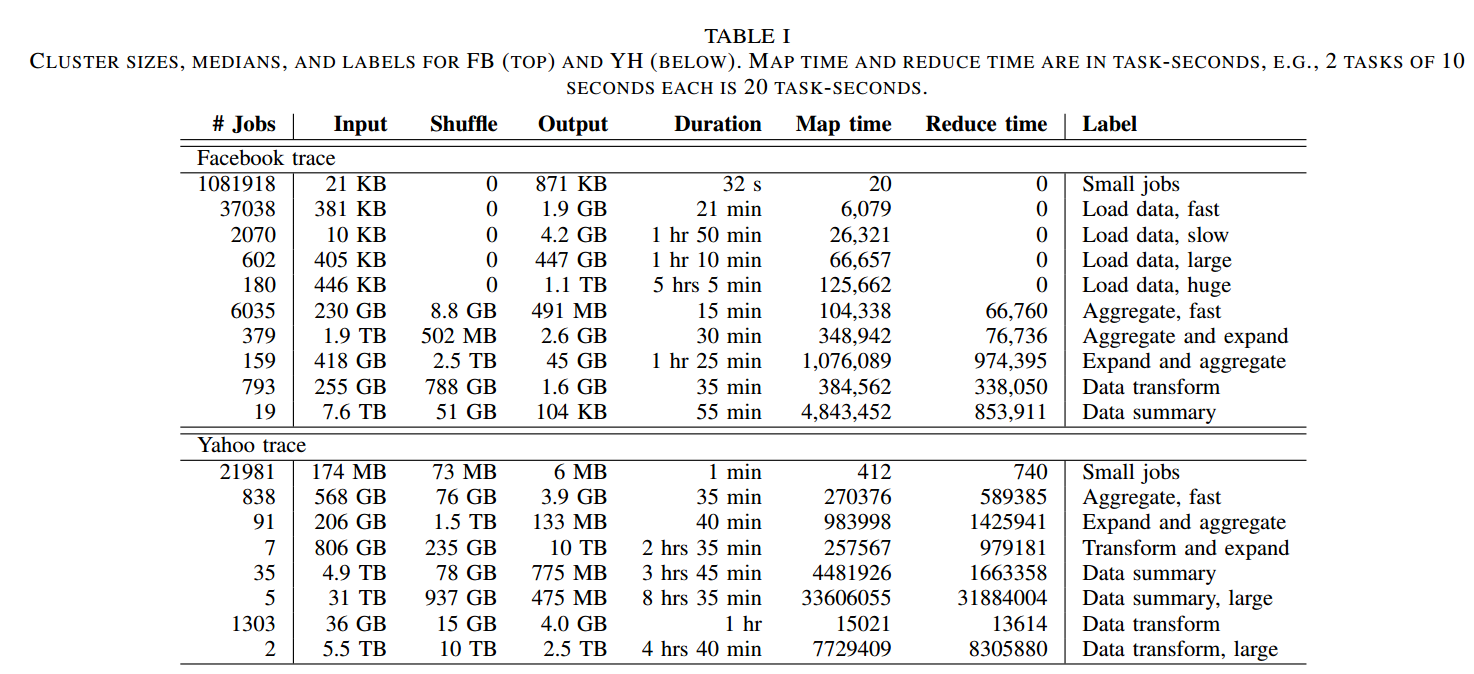 TABLE I
CLUSTER SIZES, MEDIANS, AND LABELS FOR FB (TOP) AND YH (BELOW). MAP TIME AND REDUCE TIME ARE IN TASK-SECONDS, E.G., 2 TASKS OF 10
SECONDS EACH IS 20 TASK-SECONDS.
# Jobs Input Shuffle Output Duration Map time Reduce time Label
Facebook trace
1081918 21 KB 0 871 KB 32 s 20 0 Small jobs
37038 381 KB 0 1.9 GB 21 min 6,079 0 Load data, fast
2070 10 KB 0 4.2 GB 1 hr 50 min 26,321 0 Load data, slow
602 405 KB 0 447 GB 1 hr 10 min 66,657 0 Load data, large
180 446 KB 0 1.1 TB 5 hrs 5 min 125,662 0 Load data, huge
6035 230 GB 8.8 GB 491 MB 15 min 104,338 66,760 Aggregate, fast
379 1.9 TB 502 MB 2.6 GB 30 min 348,942 76,736 Aggregate and expand
159 418 GB 2.5 TB 45 GB 1 hr 25 min 1,076,089 974,395 Expand and aggregate
793 255 GB 788 GB 1.6 GB 35 min 384,562 338,050 Data transform
19 7.6 TB 51 GB 104 KB 55 min 4,843,452 853,911 Data summary
Yahoo trace
21981 174 MB 73 MB 6 MB 1 min 412 740 Small jobs
838 568 GB 76 GB 3.9 GB 35 min 270376 589385 Aggregate, fast
91 206 GB 1.5 TB 133 MB 40 min 983998 1425941 Expand and aggregate
7 806 GB 235 GB 10 TB 2 hrs 35 min 257567 979181 Transform and expand
35 4.9 TB 78 GB 775 MB 3 hrs 45 min 4481926 1663358 Data summary
5 31 TB 937 GB 475 MB 8 hrs 35 min 33606055 31884004 Data summary, large
1303 36 GB 15 GB 4.0 GB 1 hr 15021 13614 Data transform
2 5.5 TB 10 TB 2.5 TB 4 hrs 40 min 7729409 8305880 Data transform, large